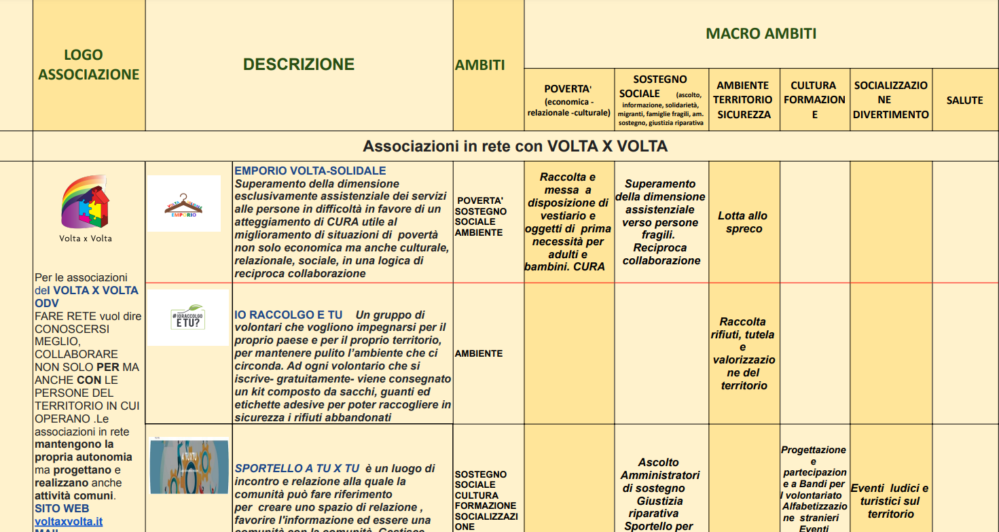 LOGO
ASSOCIAZIONE
DESCRIZIONE
AMBITI
MACRO AMBITI
POVERTA'
(economica -
relazionale -culturale)
SOSTEGNO
SOCIALE (ascolto,
informazione, solidarietà,
migranti, famiglie fragili, am.
sostegno, giustizia riparativa
AMBIENTE
TERRITORIO
SICUREZZA
CULTURA
FORMAZION
E
SOCIALIZZAZIO
NE
DIVERTIMENTO
SALUTE
Associazioni in rete con VOLTA X VOLTA
Volta x Volta
Per le associazioni
del VOLTA X VOLTA
ODV
FARE RETE vuol dire
CONOSCERSI
MEGLIO,
COLLABORARE
NON SOLO PER MA
ANCHE CON LE
PERSONE DEL
TERRITORIO IN CUI
OPERANO .Le
associazioni in rete
mantengono la
propria autonomia
ma progettano e
realizzano anche
attività comuni.
SITO WEB
voltaxvolta.it
MAIL
VOLTA SOLIDALE
EMPORIO
EMPORIO VOLTA-SOLIDALE
Superamento della dimensione
esclusivamente assistenziale dei servizi
alle persone in difficoltà in favore di un
atteggiamento di CURA utile al
miglioramento di situazioni di povertà
non solo economica ma anche culturale,
relazionale, sociale, in una logica di
reciproca collaborazione
POVERTA'
SOSTEGNO
SOCIALE
AMBIENTE
Raccolta e
messa a
disposizione di
vestiario e
oggetti di prima
necessità per
adulti e
bambini. CURA
Superamento
della dimensione
assistenziale
verso persone
fragili.
Reciproca
collaborazione
Lotta allo
spreco
#IORACCOLGO
E TU?
IO RACCOLGO E TU Un gruppo di
volontari che vogliono impegnarsi per il
proprio paese e per il proprio territorio,
per mantenere pulito l'ambiente che ci
circonda. Ad ogni volontario che si
iscrive- gratuitamente- viene consegnato
un kit composto da sacchi, guanti ed
etichette adesive per poter raccogliere in
sicurezza i rifiuti abbandonati
AMBIENTE
Raccolta
rifiuti, tutela
e
valorizzazio
ne del
territorio
A TUXTU
SPORTELLO A TU X TU è un luogo di
incontro e relazione alla quale la
comunità può fare riferimento
per creare uno spazio di relazione ,
favorire l'informazione ed essere una
comunità con la comunità. Gestisce
SOSTEGNO
SOCIALE
CULTURA
FORMAZIONE
SOCIALIZZAZI
ONE
Ascolto
Amministratori
di sostegno
Giustizia
riparativa
Sportello per
Progettazione
e
partecipazion
e a Bandi per
l volontariato
Alfabetizzazio
ne stranieri
Eventi
Eventi ludici e
turistici sul
territorio